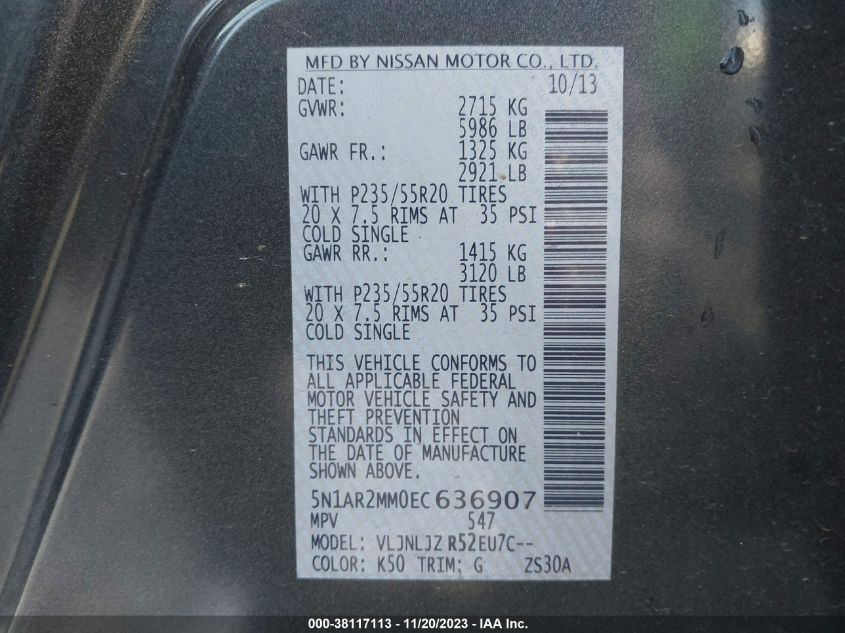 MFD BY NISSAN MOTOR CO., LTD.
DATE: 10/13
GVWR: 2715 KG
5986 LB
GAWR FR.: 1325 KG
2921 LB
WITH P235/55R20 TIRES
20 X 7.5 RIMS AT 35 PSI
COLD SINGLE
GAWR RR.: 1415 KG
3120 LB
WITH P235/55R20 TIRES
20 X 7.5 RIMS AT 35 PSI
COLD SINGLE
THIS VEHICLE CONFORMS TO
ALL APPLICABLE FEDERAL
MOTOR VEHICLE SAFETY AND
THEFT PREVENTION
STANDARDS IN EFFECT ON
THE DATE OF MANUFACTURE
SHOWN ABOVE.
5N1AR2MM0EC636907
MPV 547
MODEL: VLJNLJZ R52EU7C--
COLOR: K50 TRIM: G ZS30A
000-38117113 - 11/20/2023 - IAA Inc.